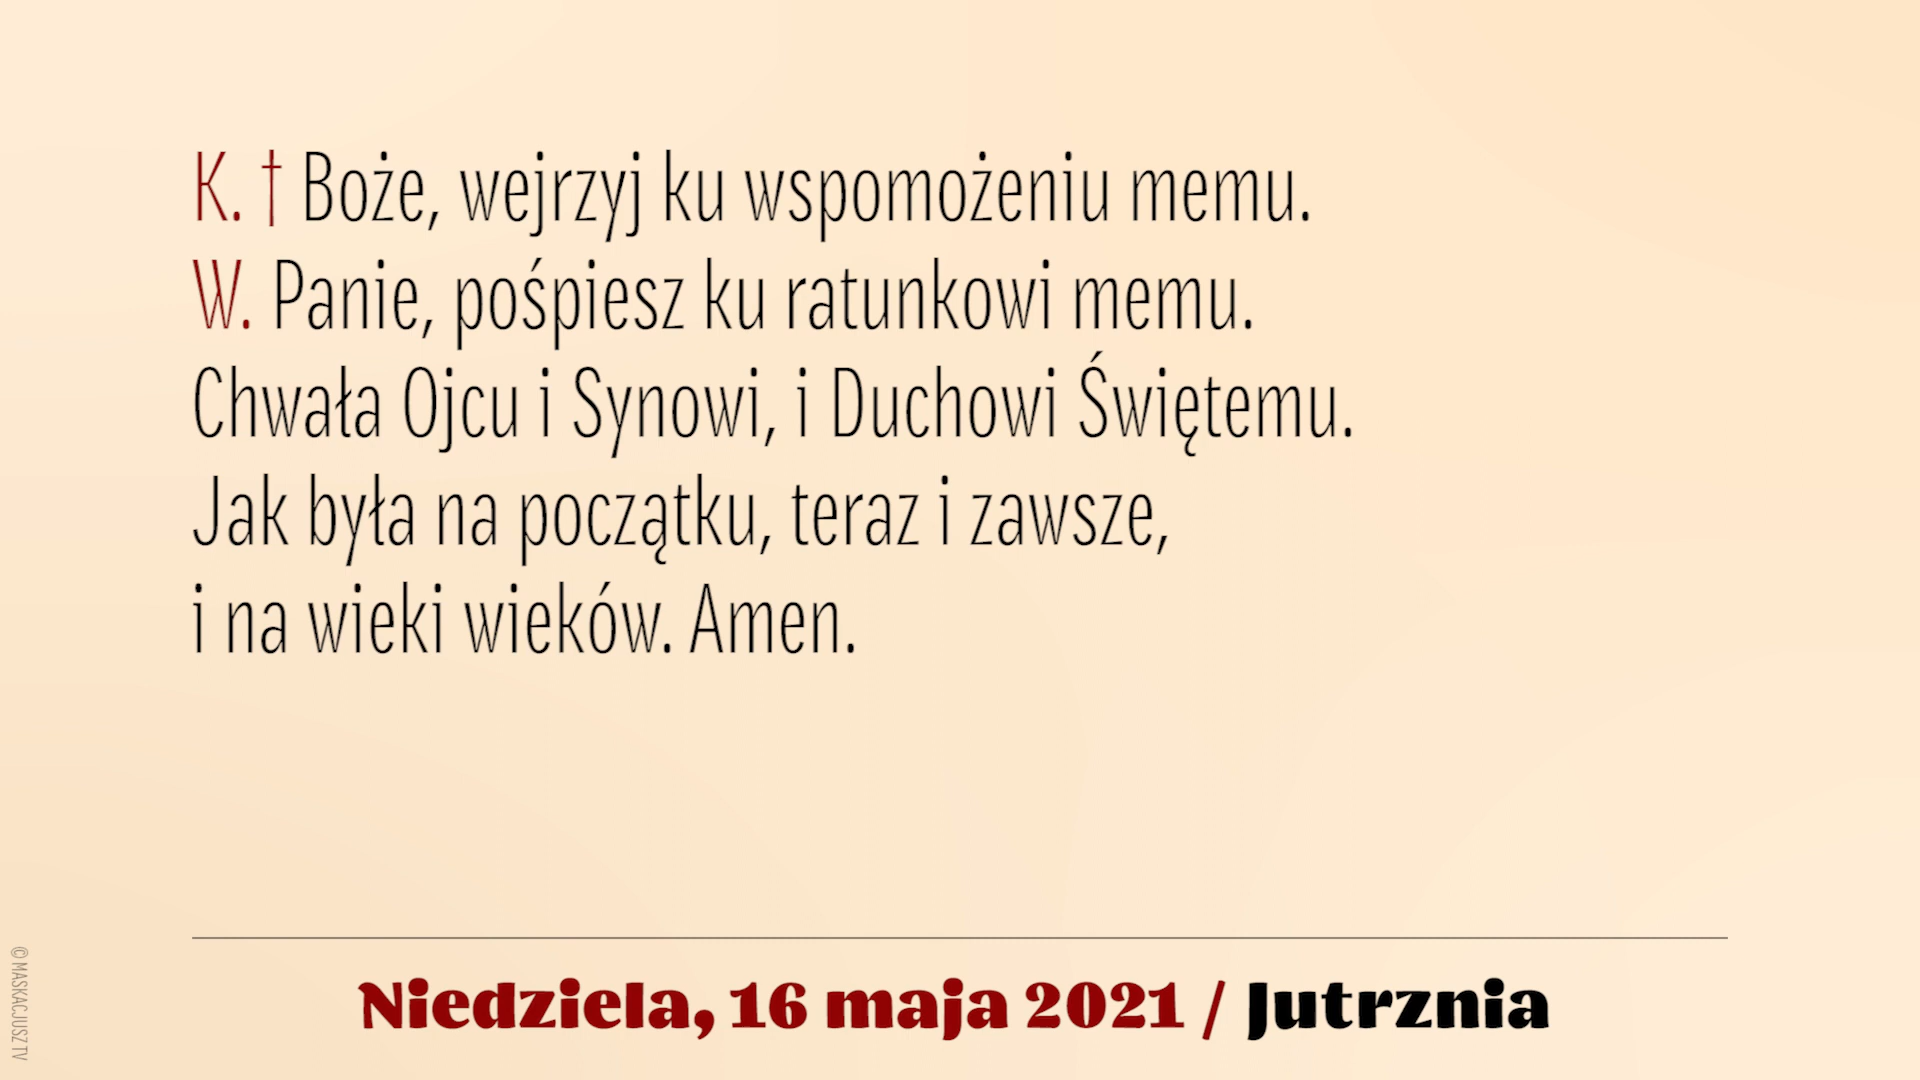 K. † Boże, wejrzyj ku wspomożeniu memu.
W. Panie, pośpiesz ku ratunkowi memu.
Chwała Ojcu i Synowi, i Duchowi Świętemu.
Jak była na początku, teraz i zawsze,
i na wieki wieków. Amen.
Niedziela, 16 maja 2021 / Jutrznia
© MASKACJUSZ TV